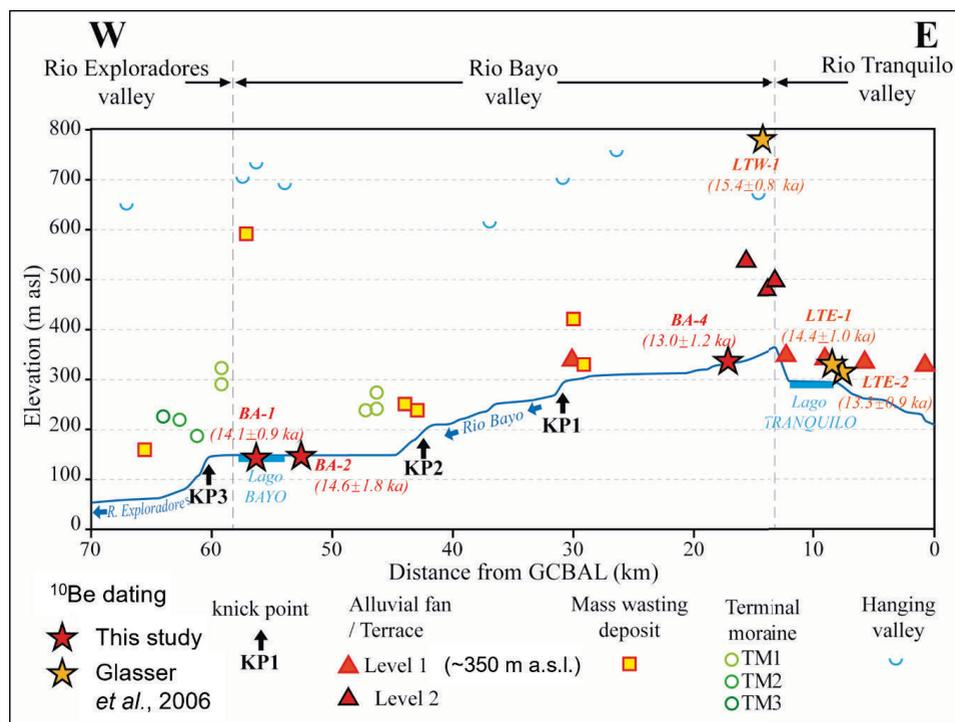 W
E
Rio Exploradores
valley
Rio Bayo
valley
Rio Tranquilo
valley
Elevation (m asl)
800
700
600
500
400
300
200
100
0
LTW-1
(15.4±0.8 ka)
BA-4
(13.0±1.2 ka)
LTE-1
(14.4±1.0 ka)
LTE-2
(13.3±0.9 ka)
Lago
TRANQUILO
BA-1
(14.1±0.9 ka)
BA-2
(14.6±1.8 ka)
Lago
BAYO
Rio Bayo
R. Exploradores
KP3
KP2
KP1
70
60
50
40
30
20
10
0
Distance from GCBAL (km)
10Be dating
This study
Glasser
et al., 2006
knick point
KP1
Alluvial fan
/ Terrace
Level 1 (~350 m a.s.l.)
Level 2
Mass wasting
deposit
Terminal
moraine
TM1
TM2
TM3
Hanging
valley